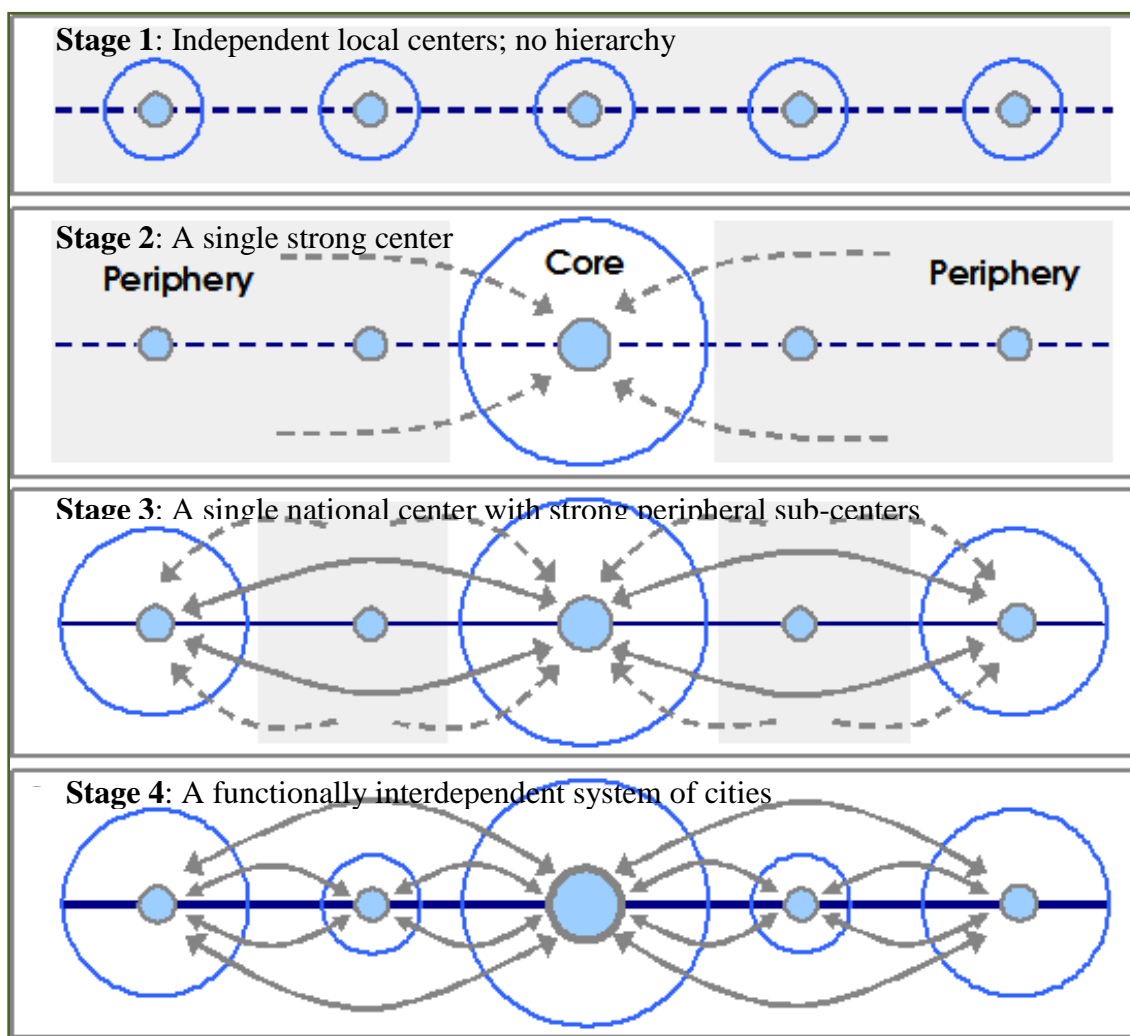 Stage 1: Independent local centers; no hierarchy
Stage 2: A single strong center
Core
Periphery
Periphery
Stage 3: A single national center with strong peripheral sub-centers
Stage 4: A functionally interdependent system of cities